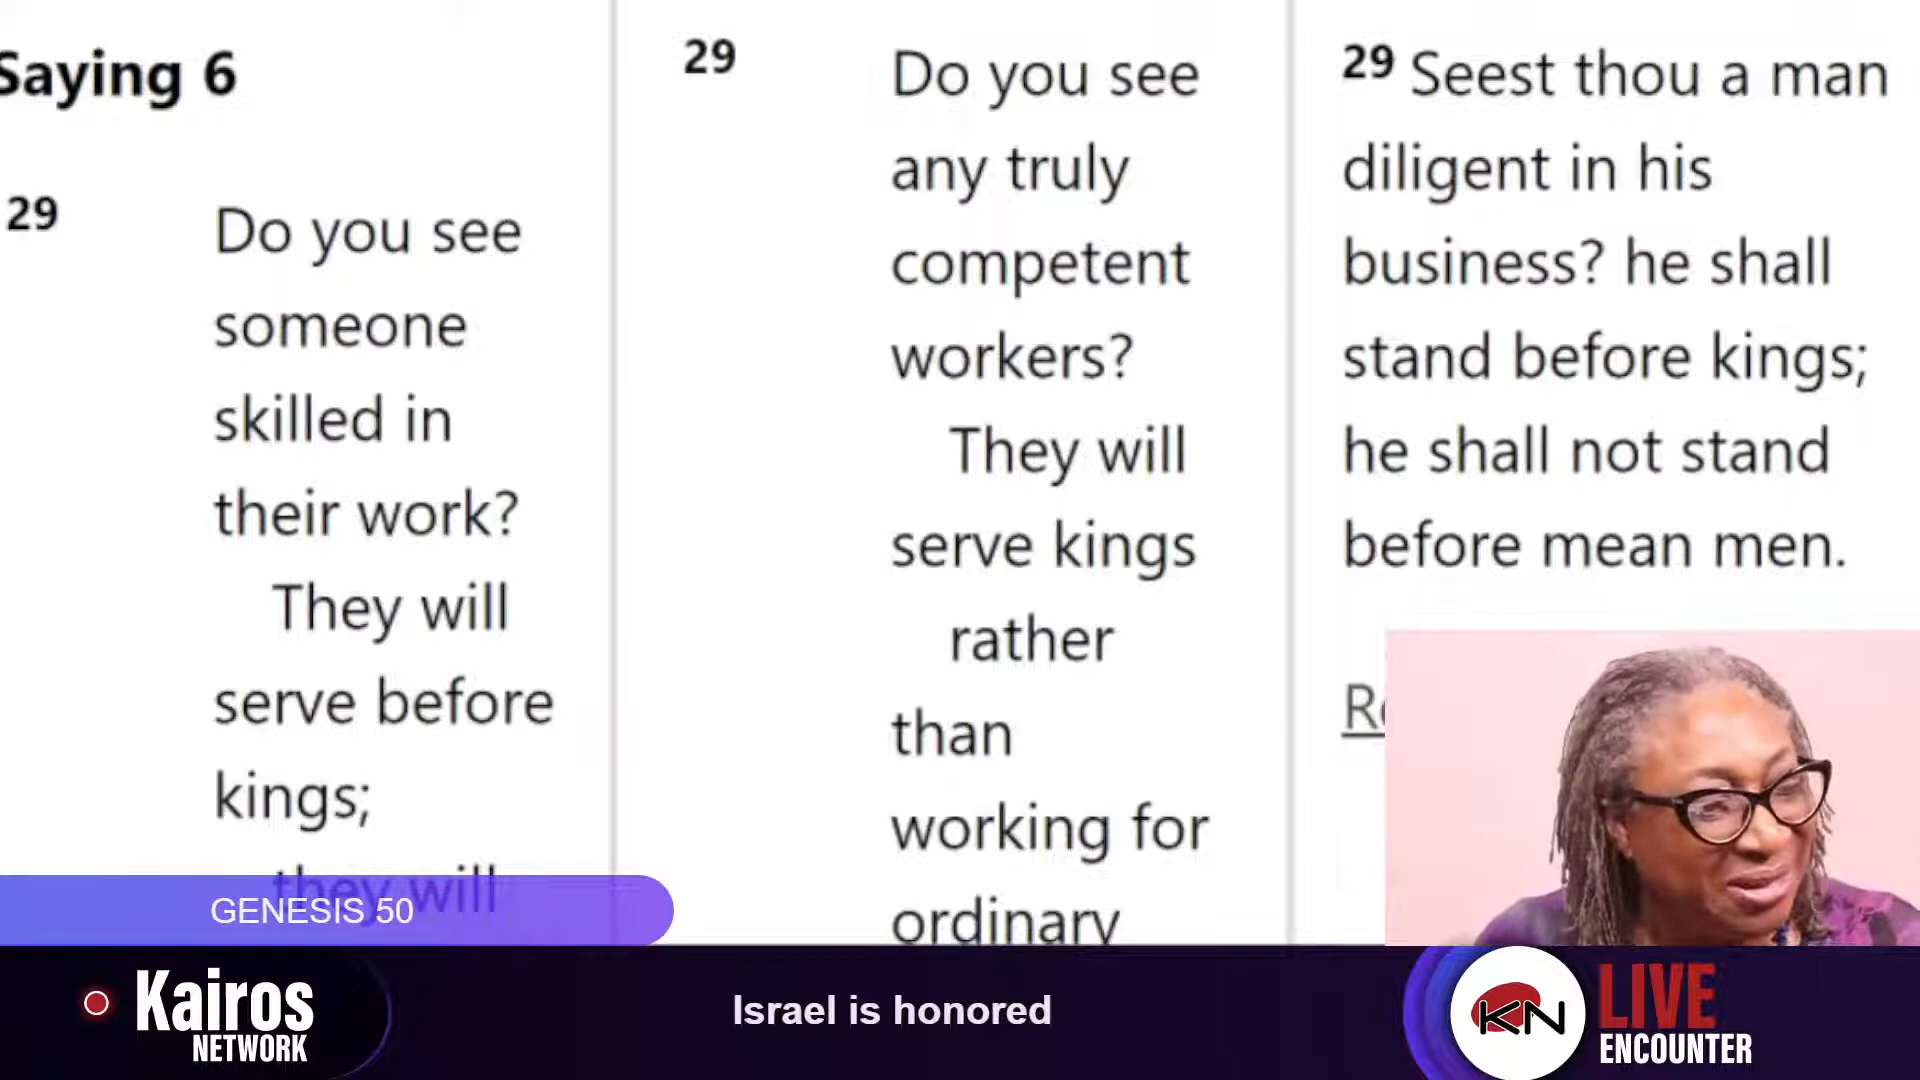 Saying 6
29 Do you see
someone
skilled in
their work?
They will
serve before
kings;
they will
29 Do you see
any truly
competent
workers?
They will
serve kings
rather
than
working for
ordinary
29 Seest thou a man
diligent in his
business? he shall
stand before kings;
he shall not stand
before mean men.
GENESIS 50
Kairos
NETWORK
Israel is honored
KN
LIVE
ENCOUNTER